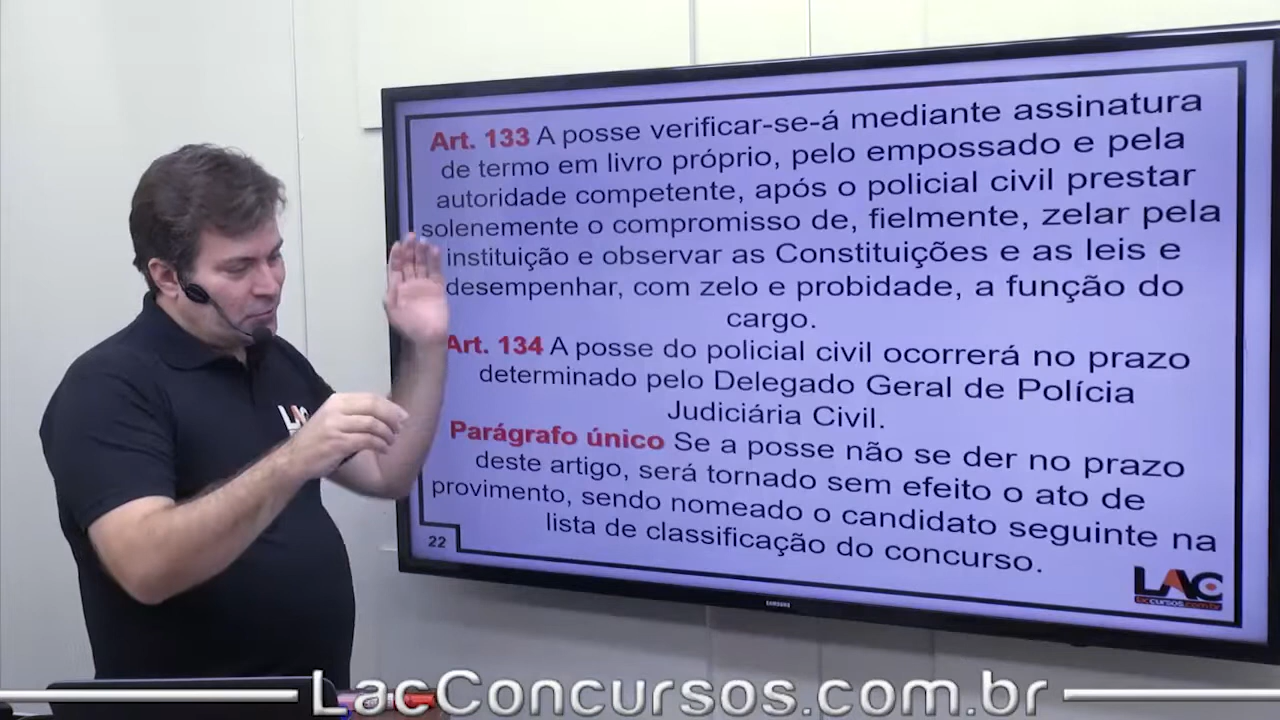 Art. 133 A posse verificar-se-á mediante assinatura
de termo em livro próprio, pelo empossado e pela
autoridade competente, após o policial civil prestar
solenemente o compromisso de, fielmente, zelar pela
instituição e observar as Constituições e as leis e
desempenhar, com zelo e probidade, a função do
cargo.
Art. 134 A posse do policial civil ocorrerá no prazo
determinado pelo Delegado Geral de Polícia
Judiciária Civil.
Parágrafo único Se a posse não se der no prazo
deste artigo, será tornado sem efeito o ato de
provimento, sendo nomeado o candidato seguinte na
lista de classificação do concurso.
22
LAC
laccursos.com.br
SAMSUNG
LacConcursos.com.br